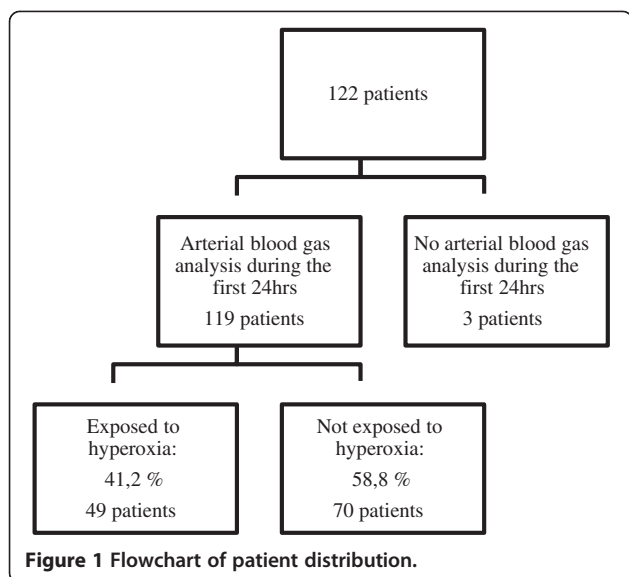 122 patients
Arterial blood gas
analysis during the
first 24hrs
119 patients
No arterial blood gas
analysis during the
first 24hrs
3 patients
Exposed to
hyperoxia:
41,2 %
49 patients
Not exposed to
hyperoxia:
58,8 %
70 patients
Figure 1 Flowchart of patient distribution.